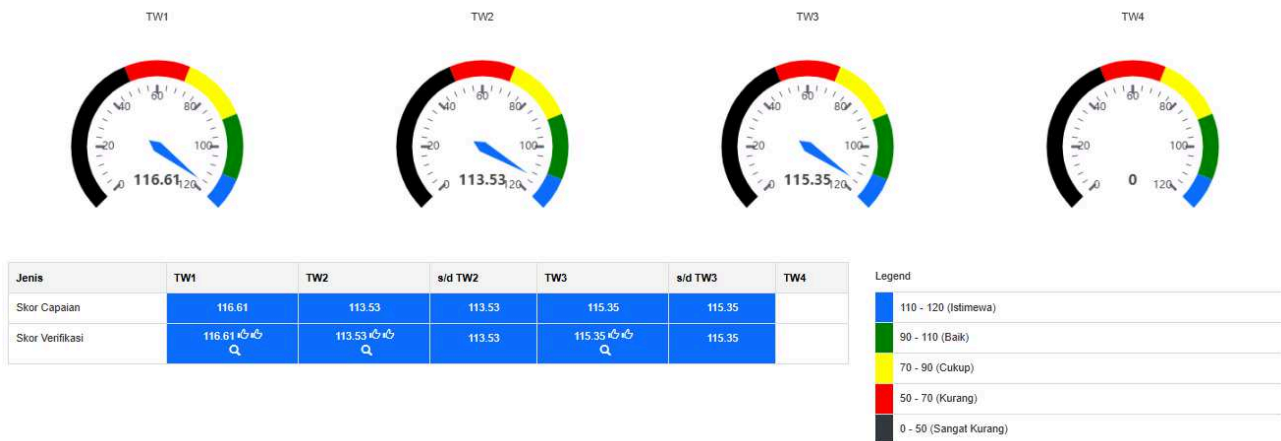 TW1 TW2 TW3 TW4
0 20 40 60 80 100 120 116.61
0 20 40 60 80 100 120 113.53
0 20 40 60 80 100 120 115.35
0 20 40 60 80 100 120 0
Jenis TW1 TW2 s/d TW2 TW3 s/d TW3 TW4
Skor Capaian 116.61 113.53 113.53 115.35 115.35
Skor Verifikasi 116.61 113.53 113.53 115.35 115.35
Legend
110 - 120 (Istimewa)
90 - 110 (Baik)
70 - 90 (Cukup)
50 - 70 (Kurang)
0 - 50 (Sangat Kurang)